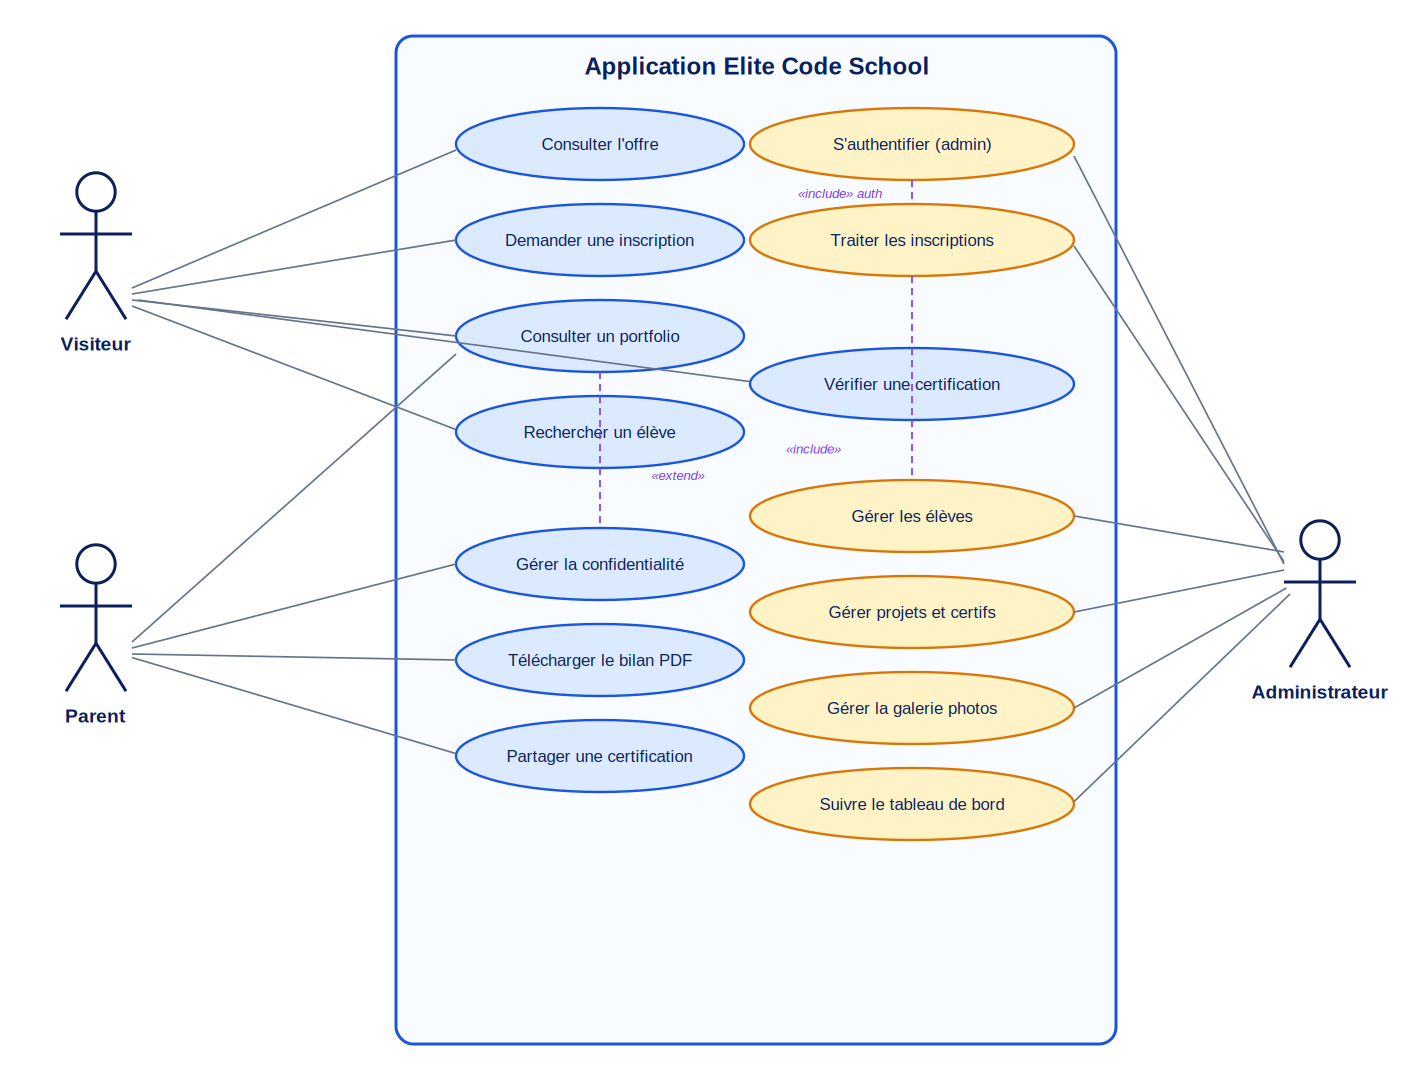 Application Elite Code School
Consulter l'offre
S'authentifier (admin)
«include» auth
Demander une inscription
Traiter les inscriptions
Visiteur
Consulter un portfolio
Vérifier une certification
Rechercher un élève
«include»
«extend»
Gérer les élèves
Gérer la confidentialité
Gérer projets et certifs
Télécharger le bilan PDF
Administrateur
Parent
Gérer la galerie photos
Partager une certification
Suivre le tableau de bord